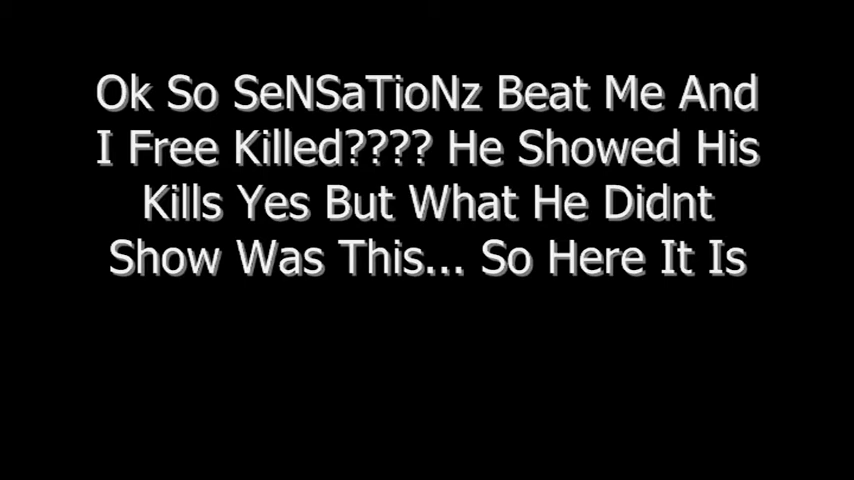 Ok So SeNSaTioNz Beat Me And
I Free Killed???? He Showed His
Kills Yes But What He Didnt
Show Was This... So Here It Is